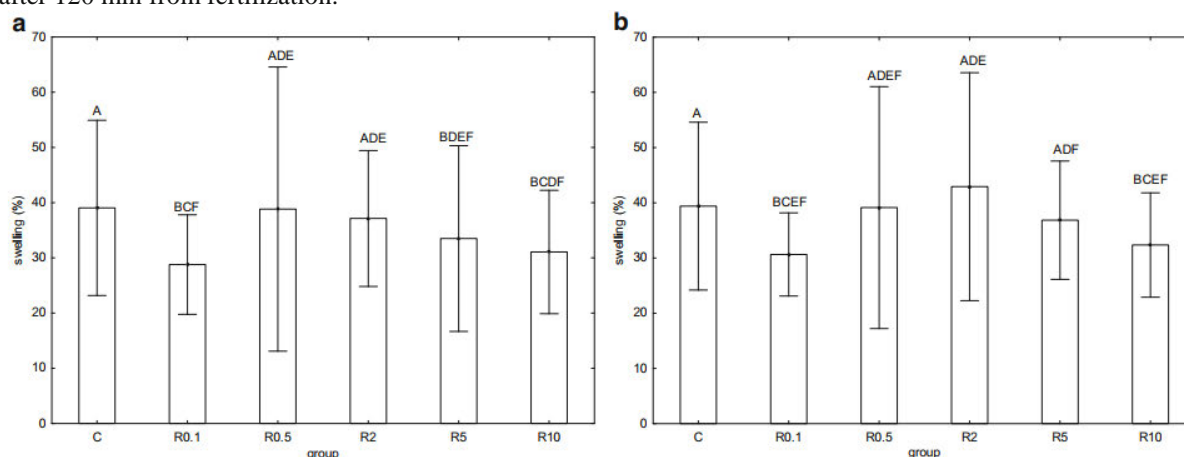 after 120 min from fertilization.
a
b
70
60
50
40
30
20
10
0
swelling (%)
A
BCF
ADE
ADE
BDEF
BCDF
C R0.1 R0.5 R2 R5 R10
group
70
60
50
40
30
20
10
0
swelling (%)
A
BCEF
ADEF
ADE
ADF
BCEF
C R0.1 R0.5 R2 R5 R10
group